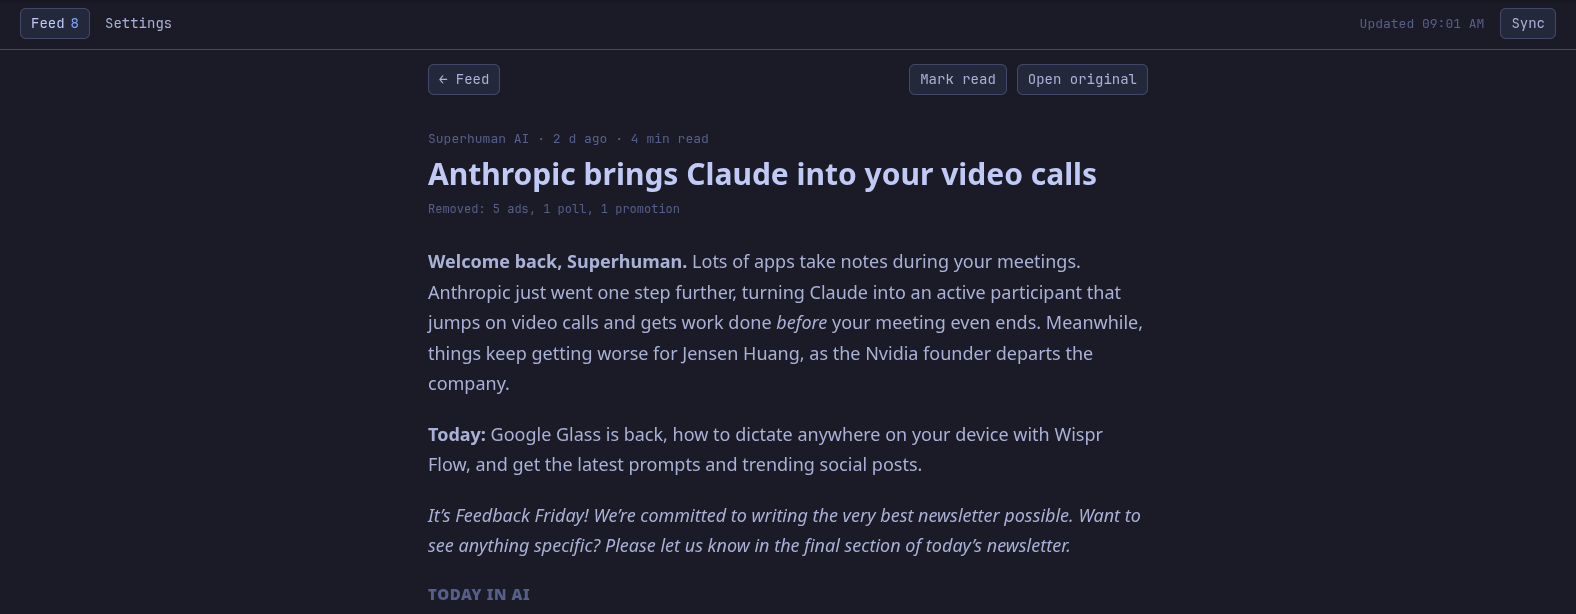 Feed 8
Settings
Updated 09:01 AM
Sync
← Feed
Mark read
Open original
Superhuman AI · 2 d ago · 4 min read
Anthropic brings Claude into your video calls
Removed: 5 ads, 1 poll, 1 promotion
Welcome back, Superhuman. Lots of apps take notes during your meetings.
Anthropic just went one step further, turning Claude into an active participant that
jumps on video calls and gets work done before your meeting even ends. Meanwhile,
things keep getting worse for Jensen Huang, as the Nvidia founder departs the
company.
Today: Google Glass is back, how to dictate anywhere on your device with Wispr
Flow, and get the latest prompts and trending social posts.
It’s Feedback Friday! We’re committed to writing the very best newsletter possible. Want to
see anything specific? Please let us know in the final section of today’s newsletter.
TODAY IN AI